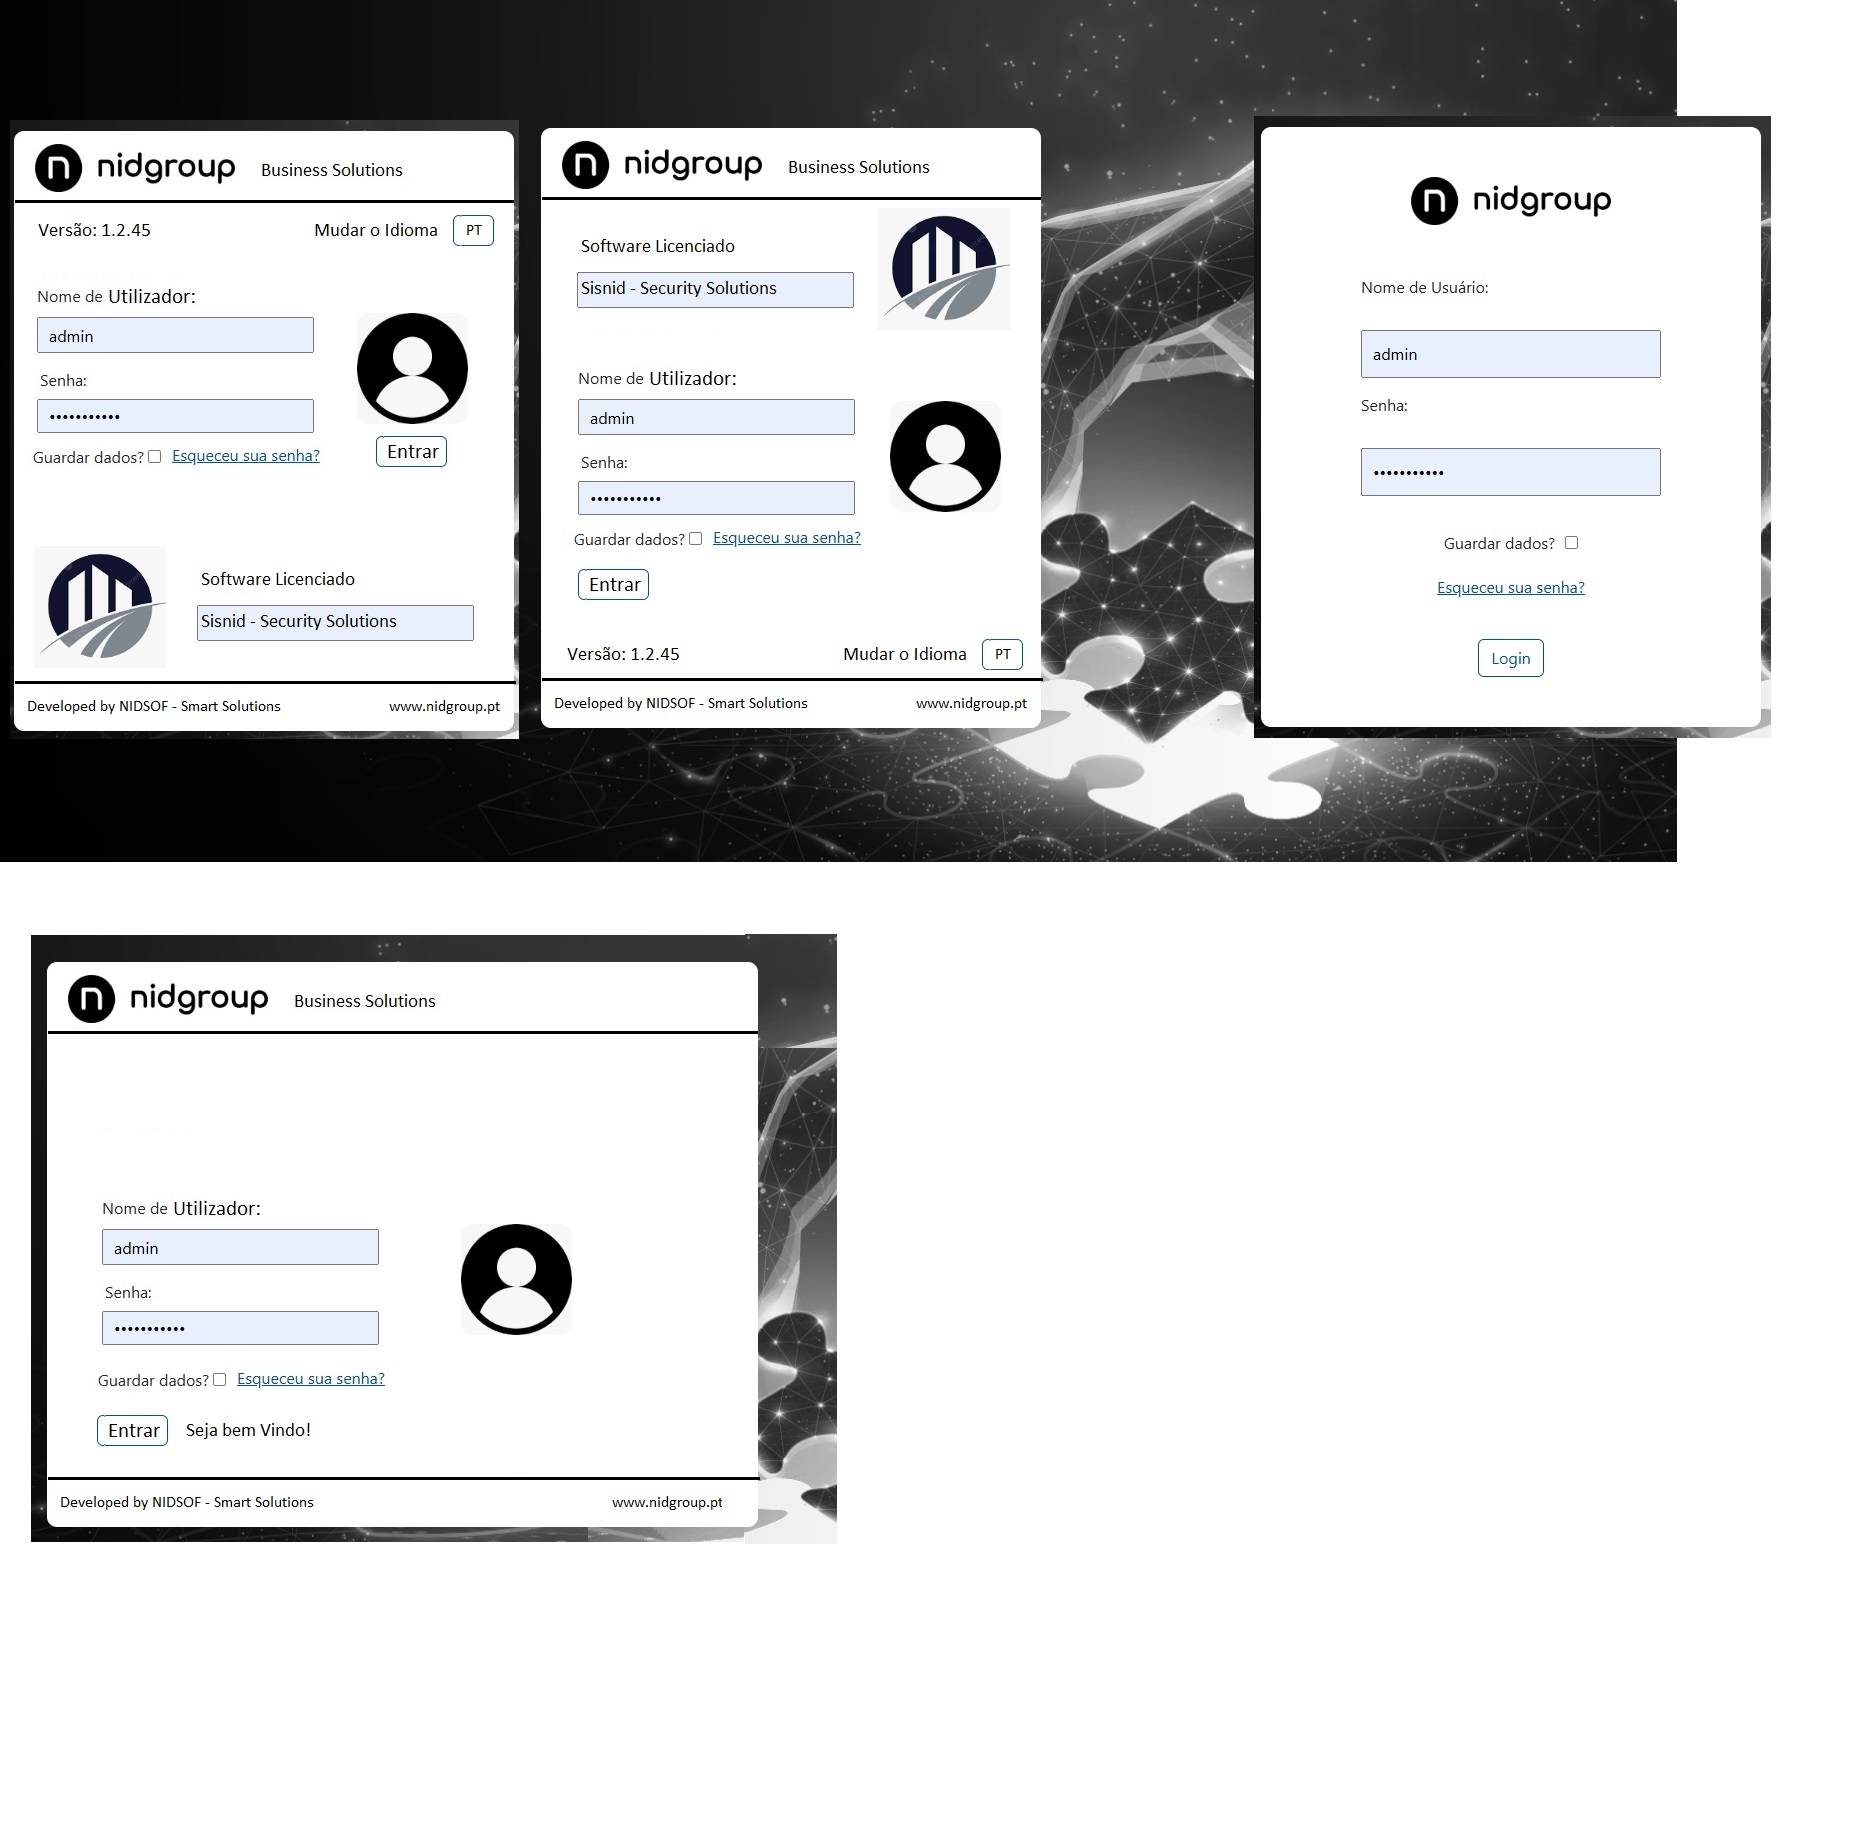 nidgroup Business Solutions
Versão: 1.2.45 Mudar o Idioma PT
Nome de Utilizador:
admin
Senha:
•••••••••••
Guardar dados? Esqueceu sua senha?
Entrar
Software Licenciado
Sisnid - Security Solutions
Developed by NIDSOF - Smart Solutions www.nidgroup.pt
nidgroup Business Solutions
Software Licenciado
Sisnid - Security Solutions
Nome de Utilizador:
admin
Senha:
•••••••••••
Guardar dados? Esqueceu sua senha?
Entrar
Versão: 1.2.45 Mudar o Idioma PT
Developed by NIDSOF - Smart Solutions www.nidgroup.pt
nidgroup
Nome de Usuário:
admin
Senha:
•••••••••••
Guardar dados?
Esqueceu sua senha?
Login
nidgroup Business Solutions
Nome de Utilizador:
admin
Senha:
•••••••••••
Guardar dados? Esqueceu sua senha?
Entrar Seja bem Vindo!
Developed by NIDSOF - Smart Solutions www.nidgroup.pt